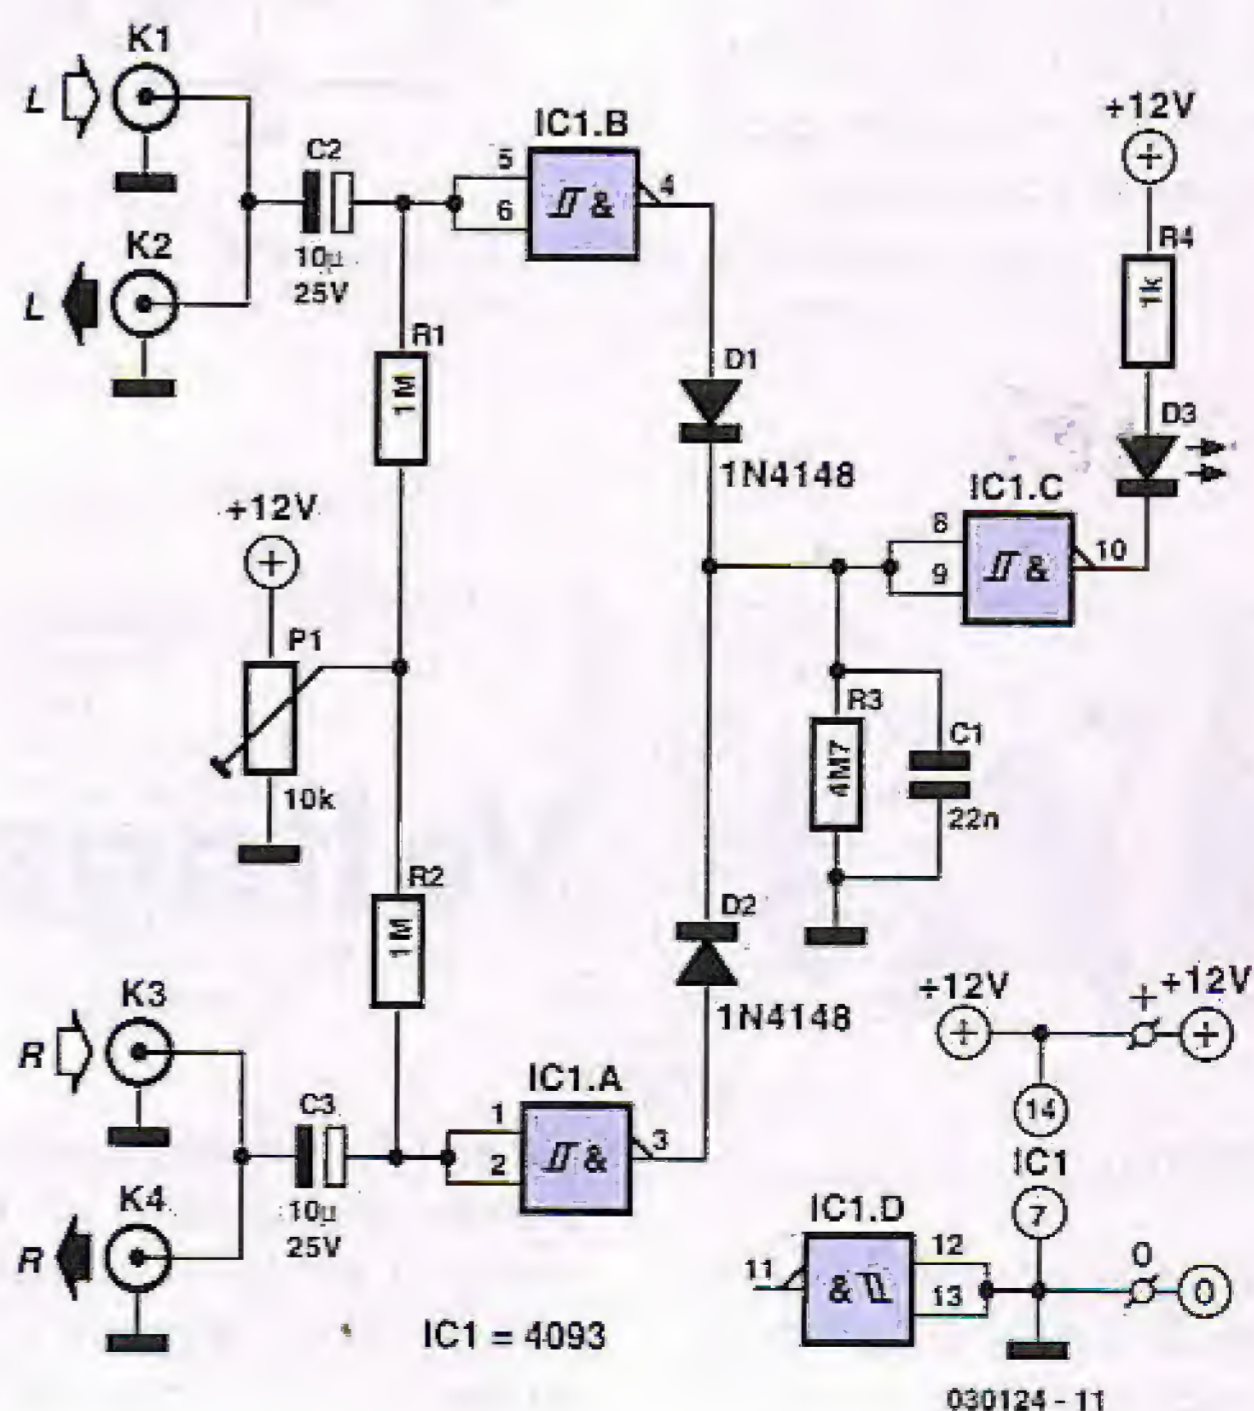 K1
L
K2
L
C2
10µ
25V
IC1.B
5
6
&
4
+12V
+
R4
1k
D3
R1
1M
D1
1N4148
IC1.C
8
9
&
10
+12V
+
P1
10k
R3
4M7
C1
22n
R2
1M
D2
1N4148
K3
R
K4
R
C3
10µ
25V
IC1.A
1
2
&
3
+12V
+
+
+12V
+
14
IC1
7
IC1.D
11
&
12
13
0
0
IC1 = 4093
030124 - 11